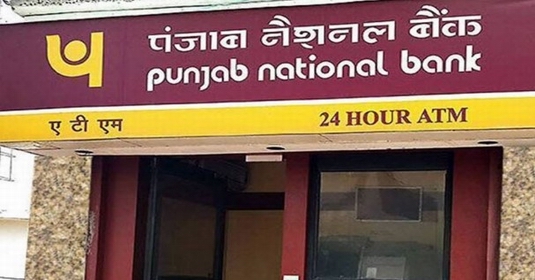 पंजाब नैशनल बैंक
punjab national bank
ए टी एम 24 HOUR ATM